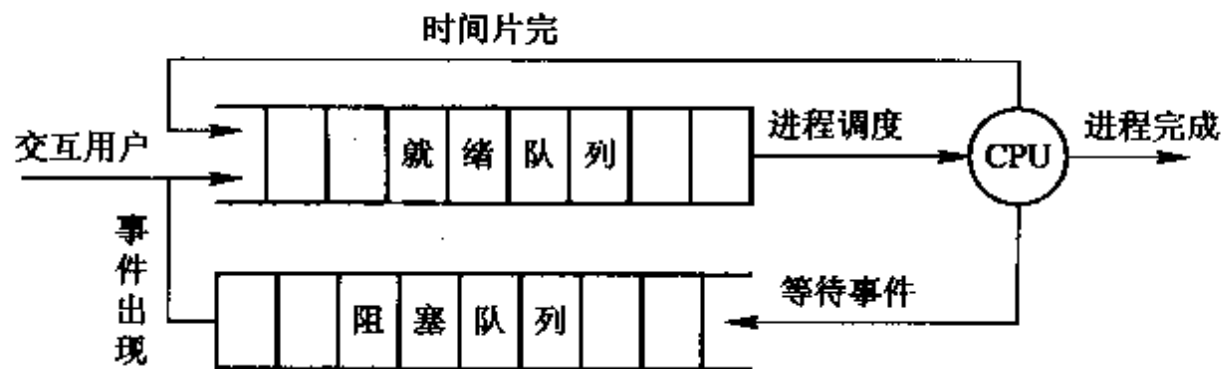 时间片完
交互用户
就绪队列
进程调度
CPU
进程完成
事件出现
阻塞队列
等待事件